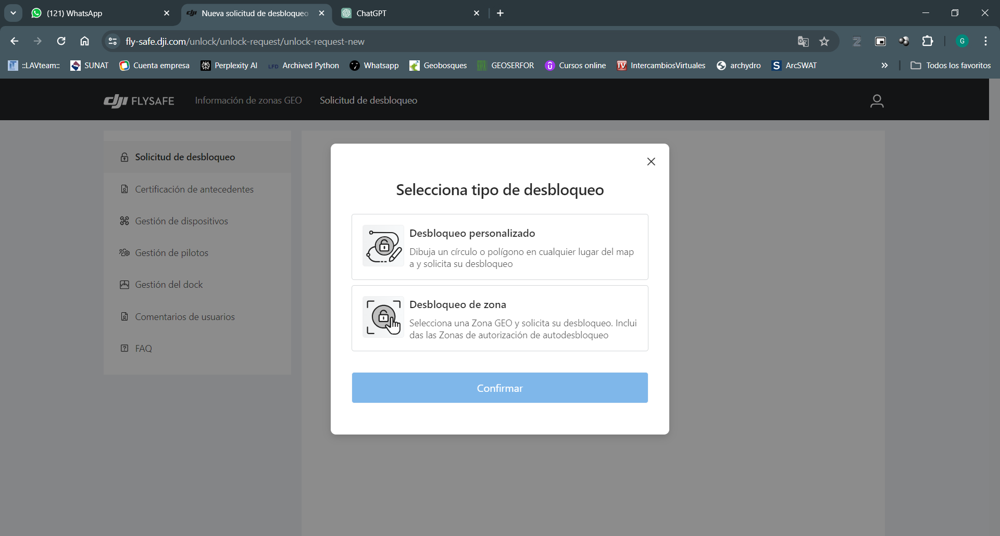 (121) WhatsApp
Nueva solicitud de desbloqueo
ChatGPT
fly-safe.dji.com/unlock/unlock-request/unlock-request-new
G
::LAVteam::
SUNAT
Cuenta empresa
Perplexity AI
LFD
Archived Python
Whatsapp
Geobosques
GEOSERFOR
Cursos online
IV
IntercambiosVirtuales
archydro
S
ArcSWAT
Todos los favoritos
dji FLYSAFE
Información de zonas GEO
Solicitud de desbloqueo
Solicitud de desbloqueo
Certificación de antecedentes
Gestión de dispositivos
Gestión de pilotos
Gestión del dock
Comentarios de usuarios
FAQ
Selecciona tipo de desbloqueo
Desbloqueo personalizado
Dibuja un círculo o polígono en cualquier lugar del map
a y solicita su desbloqueo
Desbloqueo de zona
Selecciona una Zona GEO y solicita su desbloqueo. Inclui
das las Zonas de autorización de autodesbloqueo
Confirmar